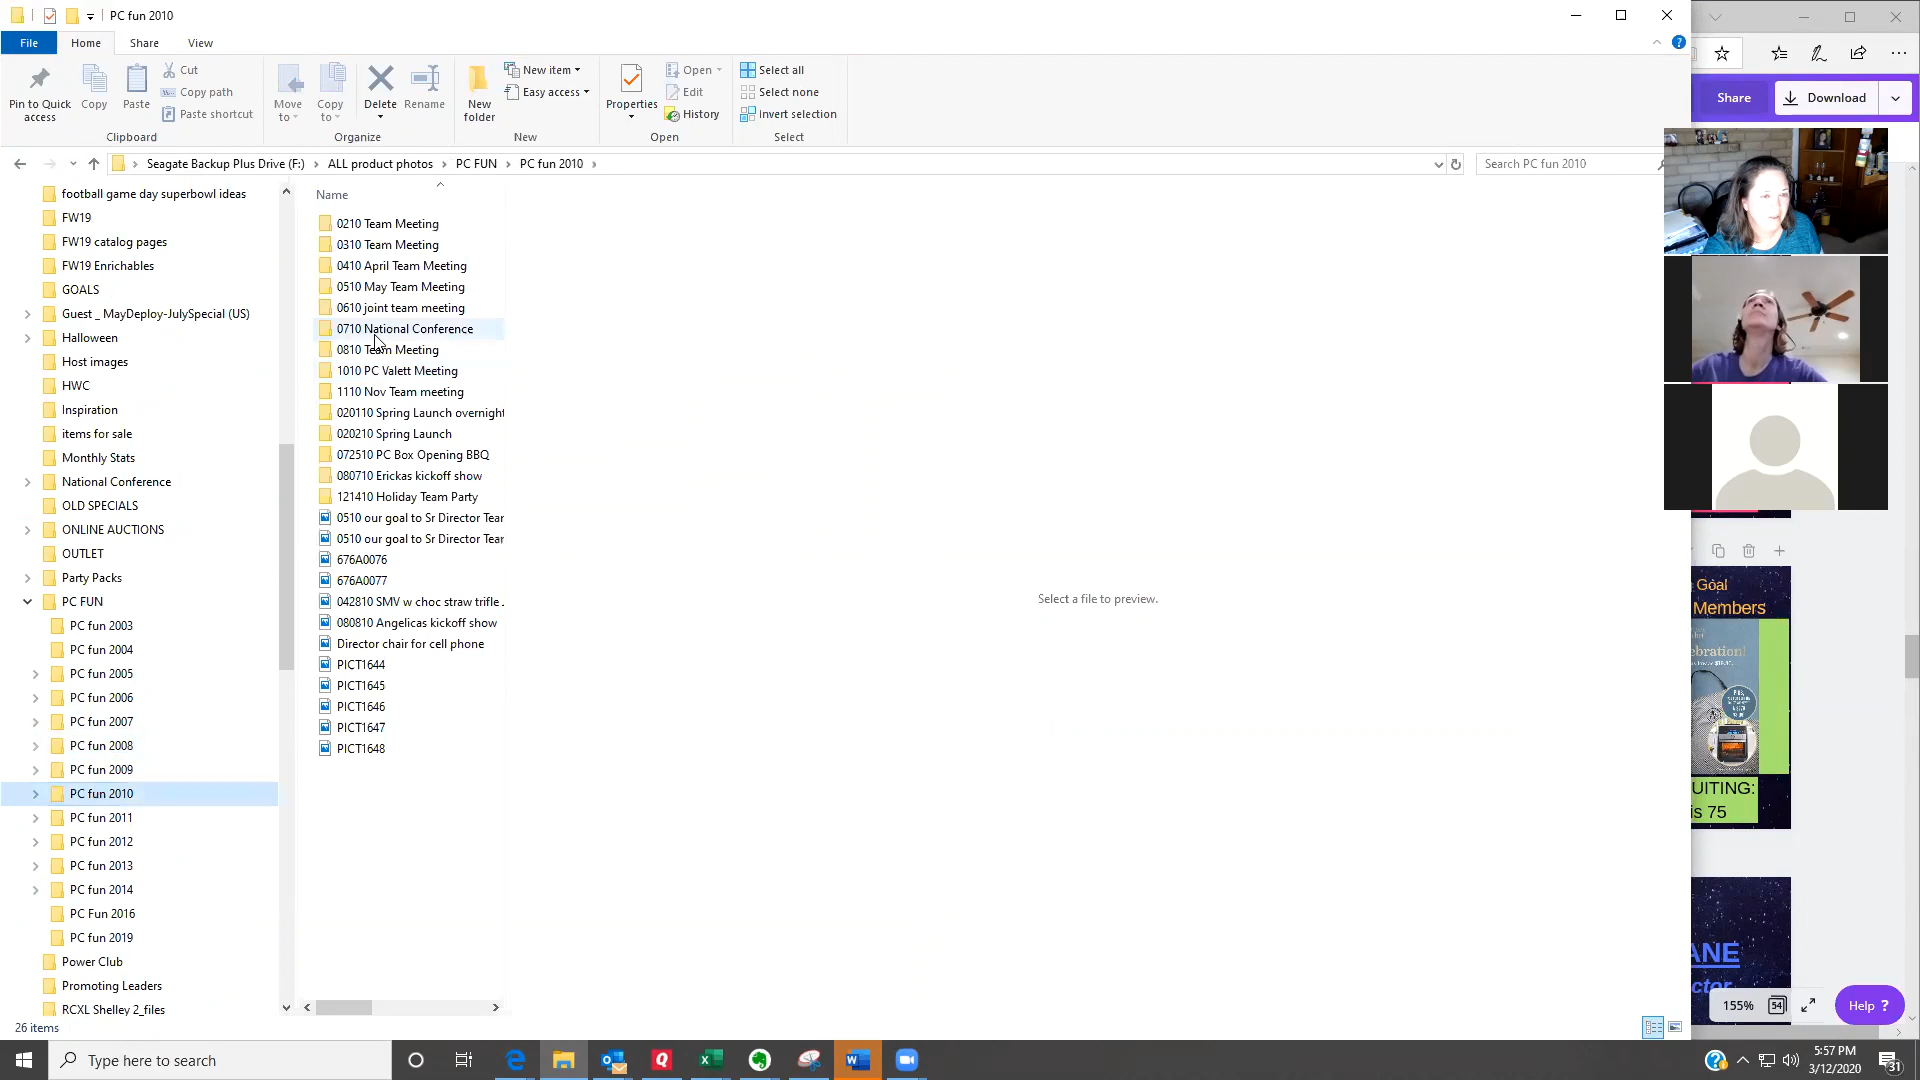 PC fun 2010
File
Home
Share
View
Pin to Quick access
Copy
Paste
Cut
Copy path
Paste shortcut
Clipboard
Move to
Copy to
Delete
Rename
Organize
New folder
New item
Easy access
New
Properties
Open
Edit
History
Open
Select all
Select none
Invert selection
Select
Seagate Backup Plus Drive (F:) › ALL product photos › PC FUN › PC fun 2010 ›
Search PC fun 2010
football game day superbowl ideas
FW19
FW19 catalog pages
FW19 Enrichables
GOALS
Guest _ MayDeploy-JulySpecial (US)
Halloween
Host images
HWC
Inspiration
items for sale
Monthly Stats
National Conference
OLD SPECIALS
ONLINE AUCTIONS
OUTLET
Party Packs
PC FUN
PC fun 2003
PC fun 2004
PC fun 2005
PC fun 2006
PC fun 2007
PC fun 2008
PC fun 2009
PC fun 2010
PC fun 2011
PC fun 2012
PC fun 2013
PC fun 2014
PC Fun 2016
PC fun 2019
Power Club
Promoting Leaders
RCXL Shelley 2_files
26 items
Name
0210 Team Meeting
0310 Team Meeting
0410 April Team Meeting
0510 May Team Meeting
0610 joint team meeting
0710 National Conference
0810 Team Meeting
1010 PC Valett Meeting
1110 Nov Team meeting
020110 Spring Launch overnight
020210 Spring Launch
072510 PC Box Opening BBQ
080710 Erickas kickoff show
121410 Holiday Team Party
0510 our goal to Sr Director Tear
0510 our goal to Sr Director Tear
676A0076
676A0077
042810 SMV w choc straw trifle .
080810 Angelicas kickoff show
Director chair for cell phone
PICT1644
PICT1645
PICT1646
PICT1647
PICT1648
Select a file to preview.
Share
Download
Goal
Members
ebration!
UITING:
is 75
ANE
ctor
155%
54
Help ?
Type here to search
5:57 PM
3/12/2020
31